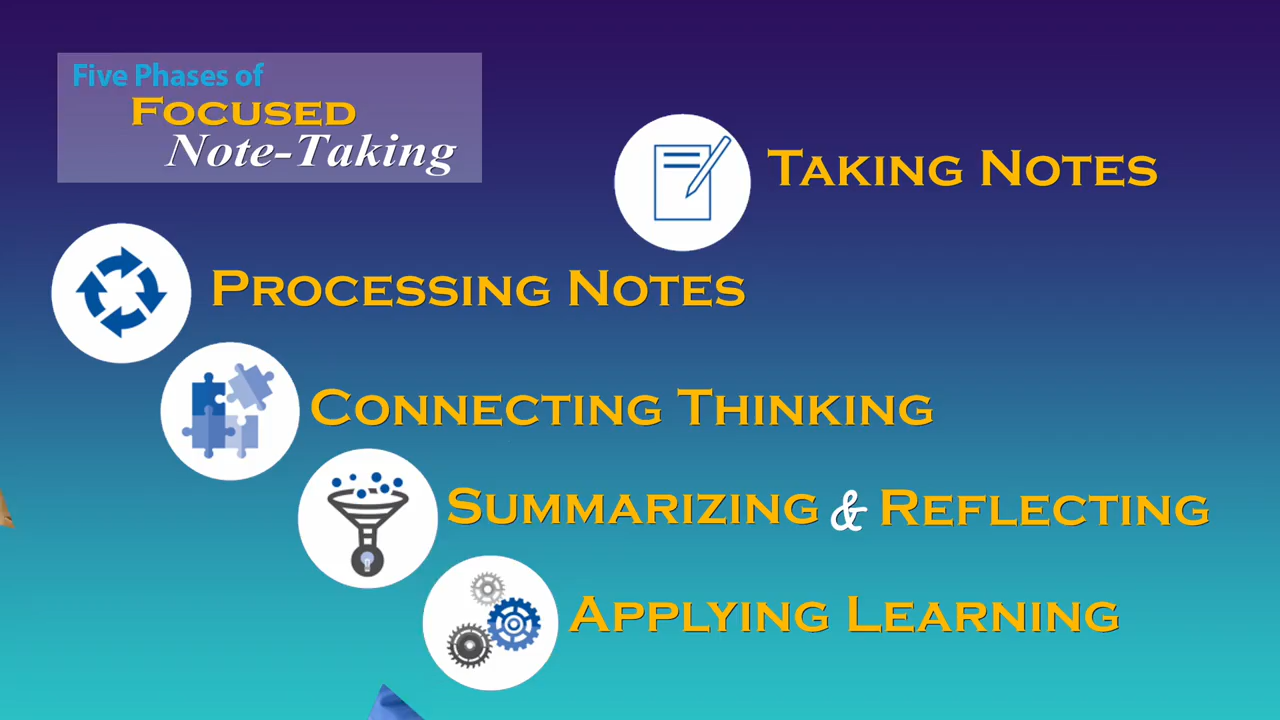 Five Phases of
FOCUSED
Note-Taking
TAKING NOTES
PROCESSING NOTES
CONNECTING THINKING
SUMMARIZING & REFLECTING
APPLYING LEARNING